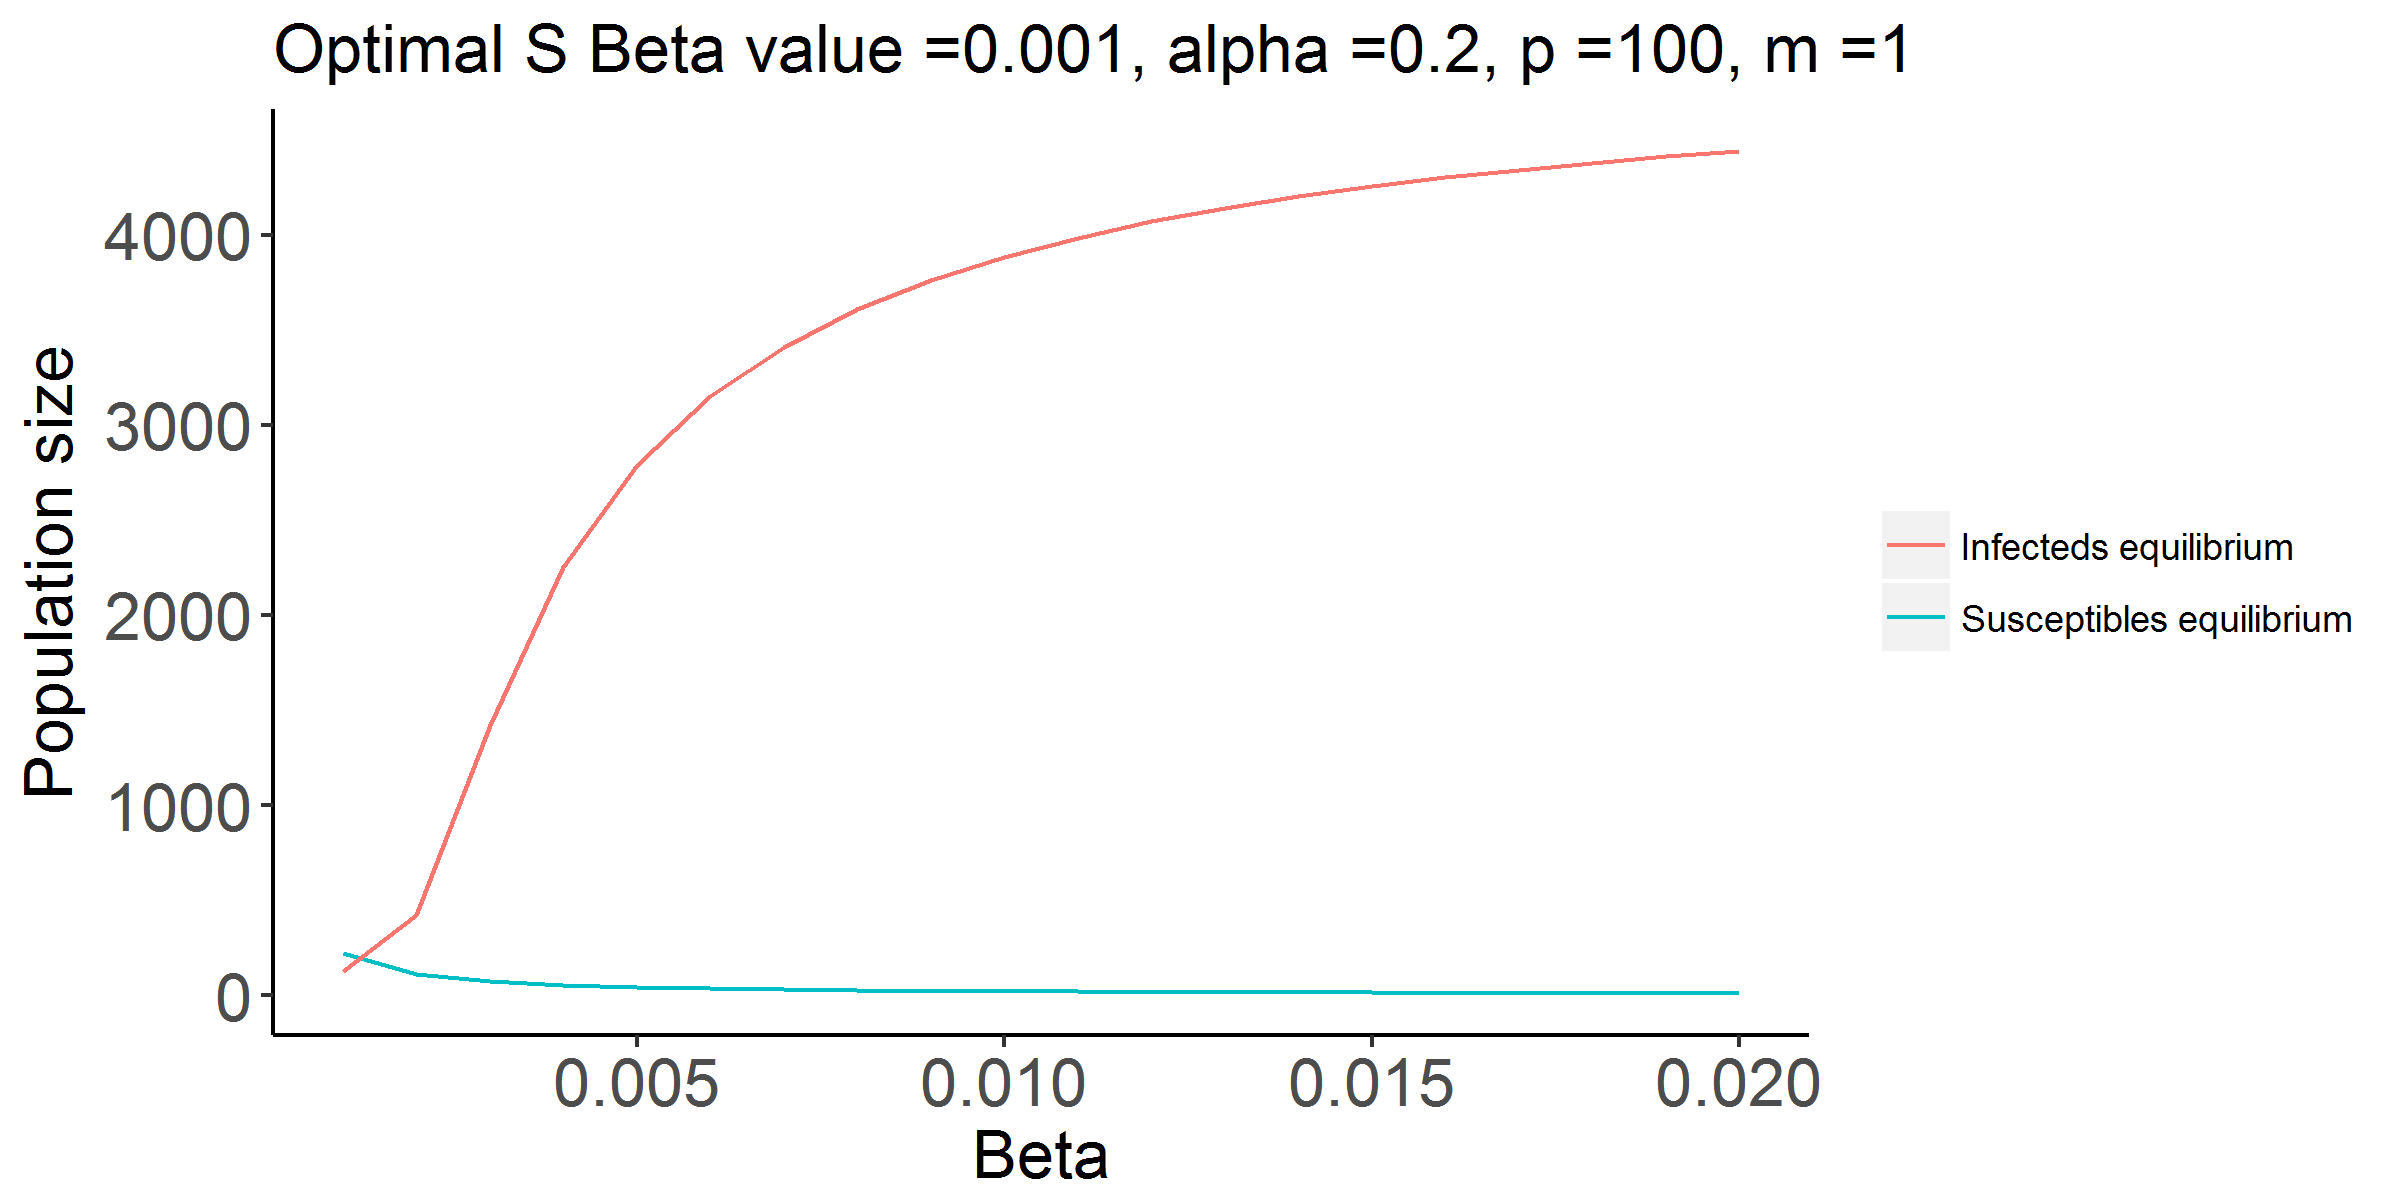 Optimal S Beta value =0.001, alpha =0.2, p =100, m =1
Population size
4000
3000
2000
1000
0
0.005 0.010 0.015 0.020
Beta
Infecteds equilibrium
Susceptibles equilibrium